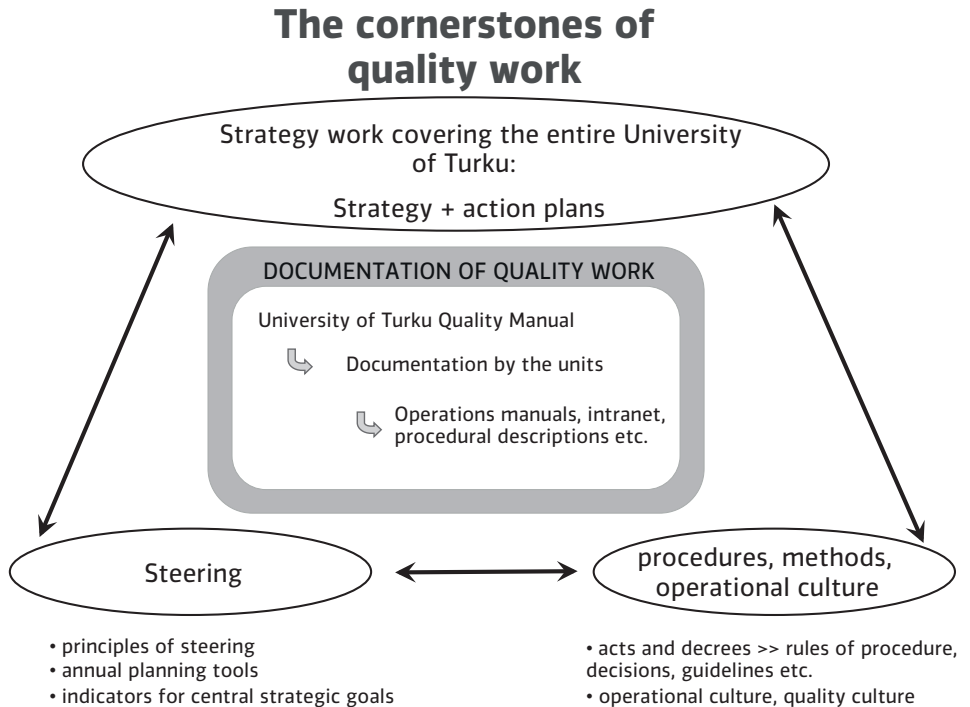 The cornerstones of
quality work
Strategy work covering the entire University
of Turku:
Strategy + action plans
DOCUMENTATION OF QUALITY WORK
University of Turku Quality Manual
Documentation by the units
Operations manuals, intranet,
procedural descriptions etc.
Steering
procedures, methods,
operational culture
• principles of steering
• annual planning tools
• indicators for central strategic goals
• acts and decrees >> rules of procedure,
decisions, guidelines etc.
• operational culture, quality culture